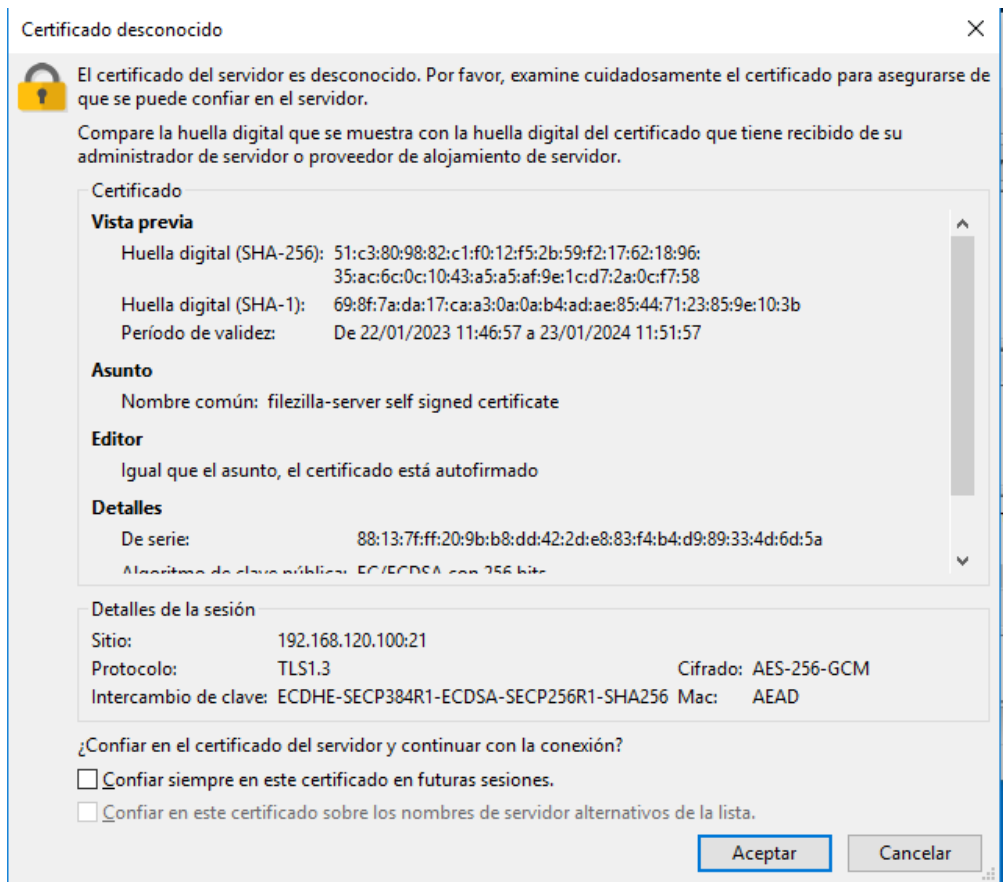 Certificado desconocido
El certificado del servidor es desconocido. Por favor, examine cuidadosamente el certificado para asegurarse de
que se puede confiar en el servidor.
Compare la huella digital que se muestra con la huella digital del certificado que tiene recibido de su
administrador de servidor o proveedor de alojamiento de servidor.
Certificado
Vista previa
Huella digital (SHA-256): 51:c3:80:98:82:c1:f0:12:f5:2b:59:f2:17:62:18:96:
35:ac:6c:0c:10:43:a5:a5:af:9e:1c:d7:2a:0c:f7:58
Huella digital (SHA-1): 69:8f:7a:da:17:ca:a3:0a:0a:b4:ad:ae:85:44:71:23:85:9e:10:3b
Período de validez: De 22/01/2023 11:46:57 a 23/01/2024 11:51:57
Asunto
Nombre común: filezilla-server self signed certificate
Editor
Igual que el asunto, el certificado está autofirmado
Detalles
De serie: 88:13:7f:ff:20:9b:b8:dd:42:2d:e8:83:f4:b4:d9:89:33:4d:6d:5a
Algoritmo de clave pública: EC/ECDSA con 256 bits
Detalles de la sesión
Sitio: 192.168.120.100:21
Protocolo: TLS1.3 Cifrado: AES-256-GCM
Intercambio de clave: ECDHE-SECP384R1-ECDSA-SECP256R1-SHA256 Mac: AEAD
¿Confiar en el certificado del servidor y continuar con la conexión?
Confiar siempre en este certificado en futuras sesiones.
Confiar en este certificado sobre los nombres de servidor alternativos de la lista.
Aceptar Cancelar